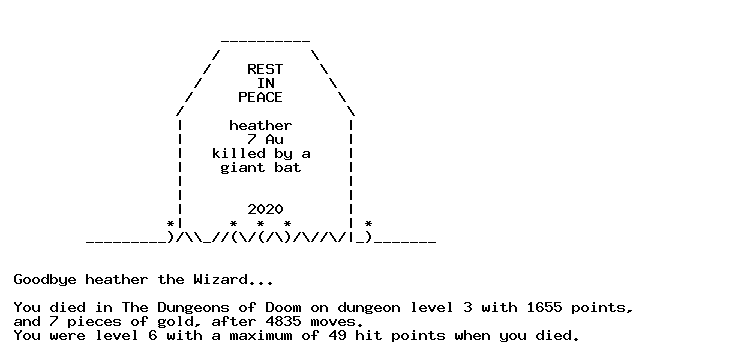 REST
IN
PEACE
heather
7 Au
killed by a
giant bat
2020
Goodbye heather the Wizard...
You died in The Dungeons of Doom on dungeon level 3 with 1655 points,
and 7 pieces of gold, after 4835 moves.
You were level 6 with a maximum of 49 hit points when you died.